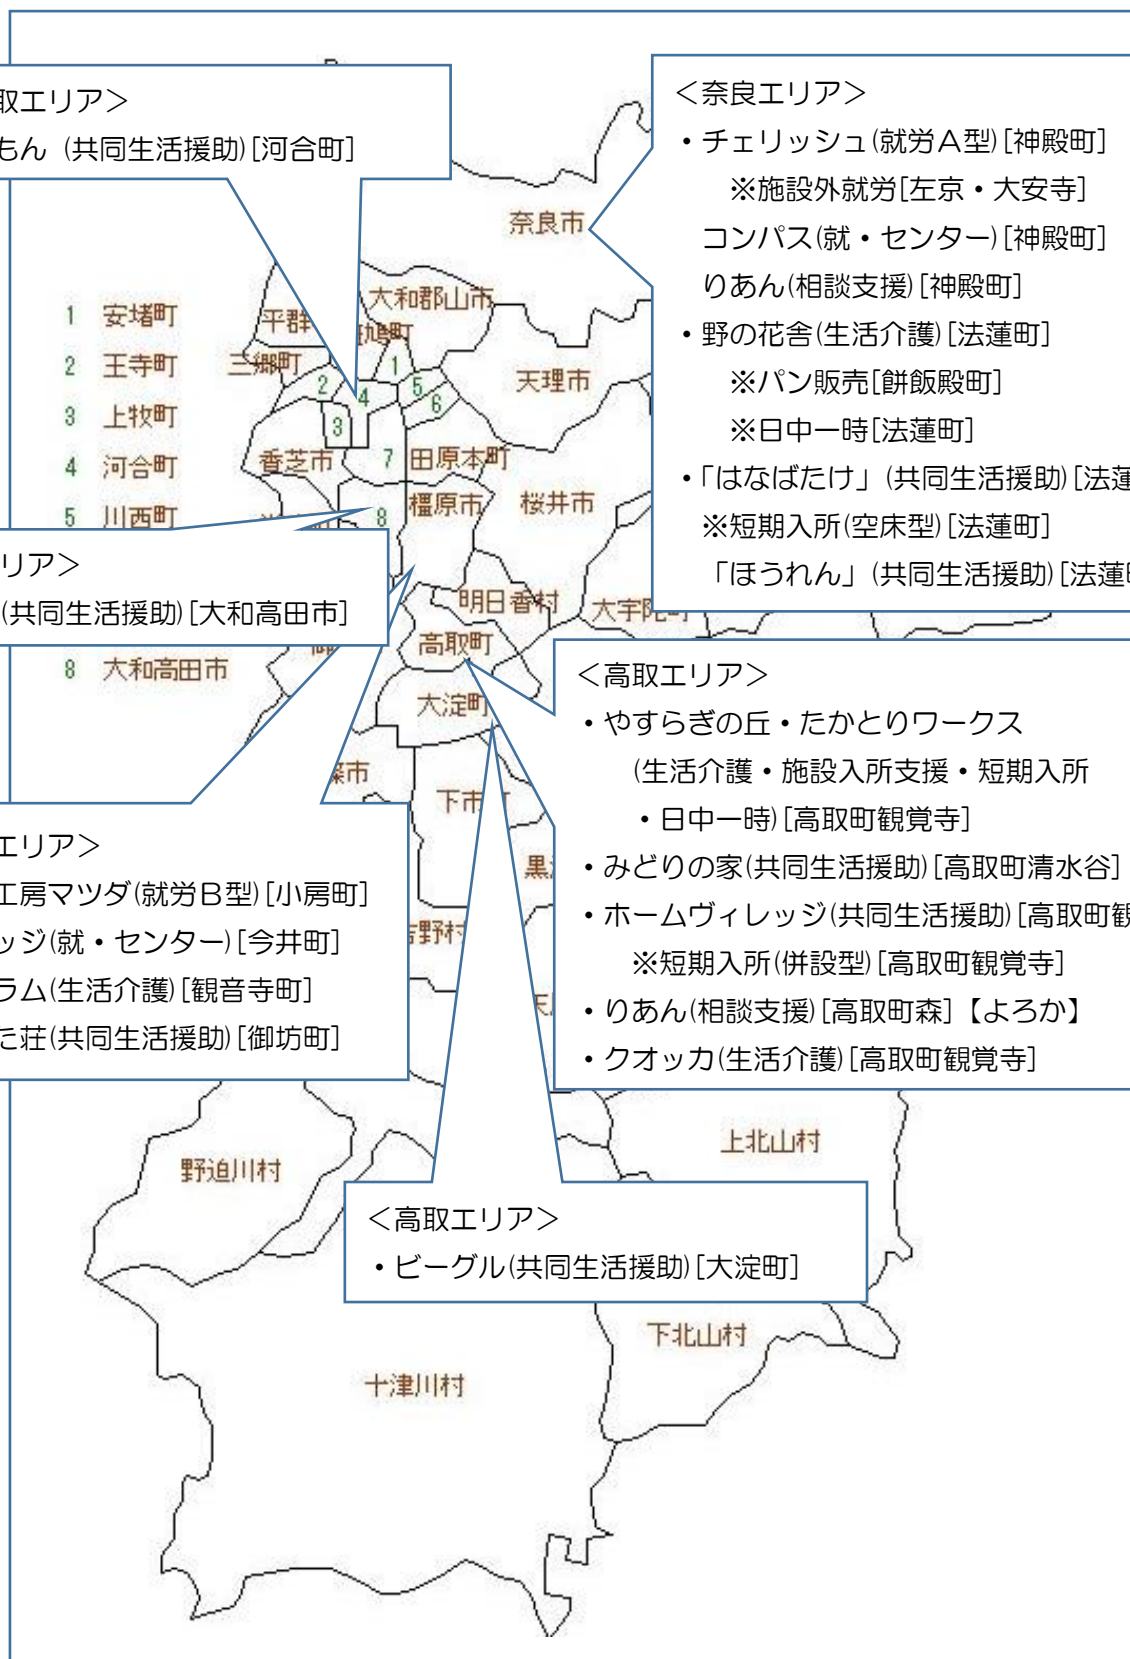 取エリア＞
もん (共同生活援助)[河合町]
＜奈良エリア＞
・チェリッシュ(就労Ａ型)[神殿町]
※施設外就労[左京・大安寺]
コンパス(就・センター)[神殿町]
りあん(相談支援)[神殿町]
・野の花舎(生活介護)[法蓮町]
※パン販売[餅飯殿町]
※日中一時[法蓮町]
・「はなばたけ」(共同生活援助)[法蓮
※短期入所(空床型)[法蓮町]
「ほうれん」(共同生活援助)[法蓮町
奈良市
大和郡山市
平群
鳩町
三郷町
天理市
香芝市
田原本町
橿原市
桜井市
1
2
3
4
5
6
7
8
1 安堵町
2 王寺町
3 上牧町
4 河合町
5 川西町
8 大和高田市
リア＞
(共同生活援助)[大和高田市]
明日香村
大宇陀町
高取町
大淀町
下市
黒
吉野村
＜高取エリア＞
・やすらぎの丘・たかとりワークス
(生活介護・施設入所支援・短期入所
・日中一時)[高取町観覚寺]
・みどりの家(共同生活援助)[高取町清水谷]
・ホームヴィレッジ(共同生活援助)[高取町観
※短期入所(併設型)[高取町観覚寺]
・りあん(相談支援)[高取町森]【よろか】
・クオッカ(生活介護)[高取町観覚寺]
エリア＞
工房マツダ(就労Ｂ型)[小房町]
ッジ(就・センター)[今井町]
ラム(生活介護)[観音寺町]
た荘(共同生活援助)[御坊町]
野迫川村
上北山村
＜高取エリア＞
・ビーグル(共同生活援助)[大淀町]
下北山村
十津川村